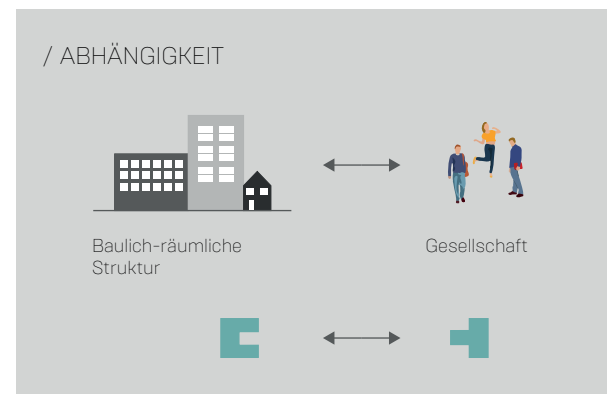 / ABHÄNGIGKEIT
Baulich-räumliche
Struktur
Gesellschaft